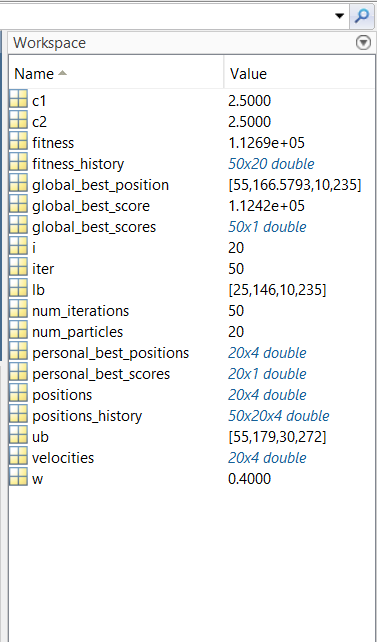 Workspace
Name Value
c1 2.5000
c2 2.5000
fitness 1.1269e+05
fitness_history 50x20 double
global_best_position [55,166.5793,10,235]
global_best_score 1.1242e+05
global_best_scores 50x1 double
i 20
iter 50
lb [25,146,10,235]
num_iterations 50
num_particles 20
personal_best_positions 20x4 double
personal_best_scores 20x1 double
positions 20x4 double
positions_history 50x20x4 double
ub [55,179,30,272]
velocities 20x4 double
w 0.4000